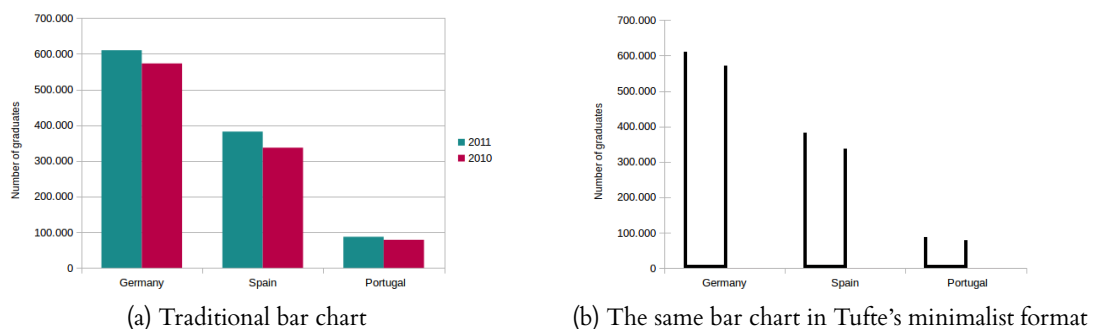 700.000
600.000
500.000
400.000
300.000
200.000
100.000
0
Number of graduates
Germany
Spain
Portugal
2011
2010
(a) Traditional bar chart
700.000
600.000
500.000
400.000
300.000
200.000
100.000
0
Number of graduates
Germany
Spain
Portugal
(b) The same bar chart in Tufte's minimalist format